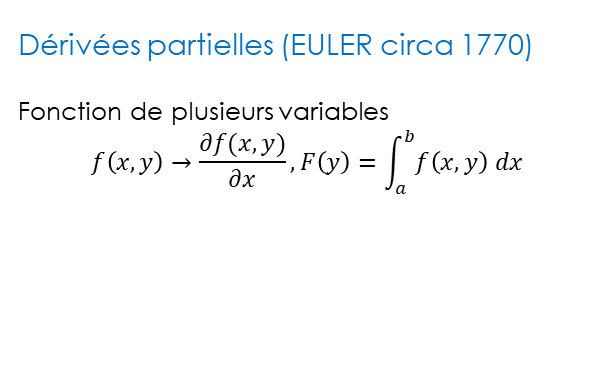 Dérivées partielles (EULER circa 1770)
Fonction de plusieurs variables
f(x,y) → ∂f(x,y)/∂x , F(y) = ∫_a^b f(x,y) dx